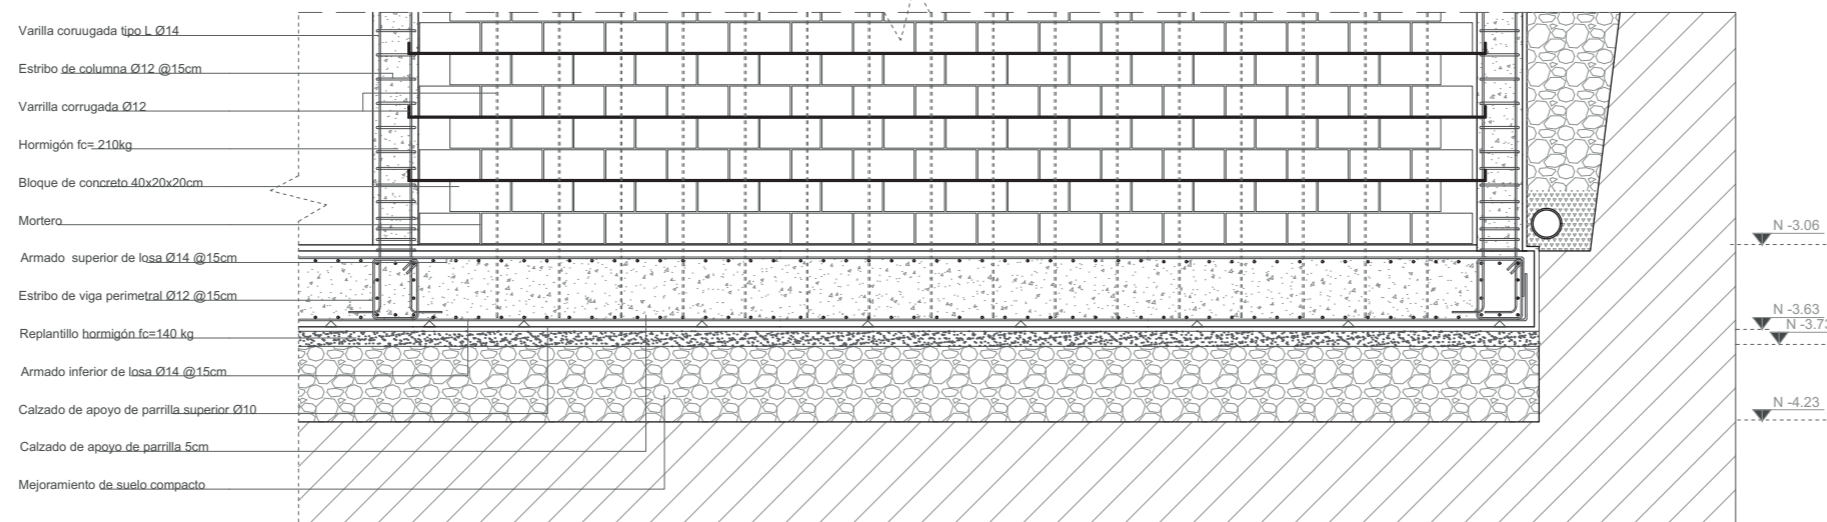 Varilla coruugada tipo L Ø14
Estribo de columna Ø12 @15cm
Varrilla corrugada Ø12
Hormigón fc= 210kg
Bloque de concreto 40x20x20cm
Mortero
Armado superior de losa Ø14 @15cm
Estribo de viga perimetral Ø12 @15cm
Replantillo hormigón fc=140 kg
Armado inferior de losa Ø14 @15cm
Calzado de apoyo de parrilla superior Ø10
Calzado de apoyo de parrilla 5cm
Mejoramiento de suelo compacto
N -3.06
N -3.63
N -3.73
N -4.23